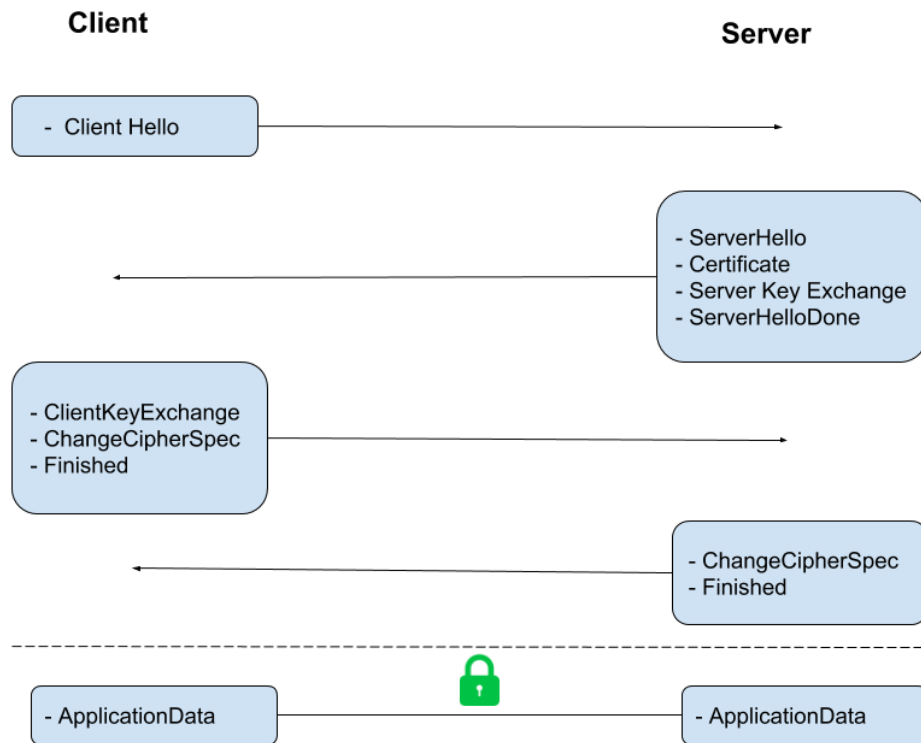 Client
Server
- Client Hello
- ServerHello
- Certificate
- Server Key Exchange
- ServerHelloDone
- ClientKeyExchange
- ChangeCipherSpec
- Finished
- ChangeCipherSpec
- Finished
- ApplicationData
- ApplicationData